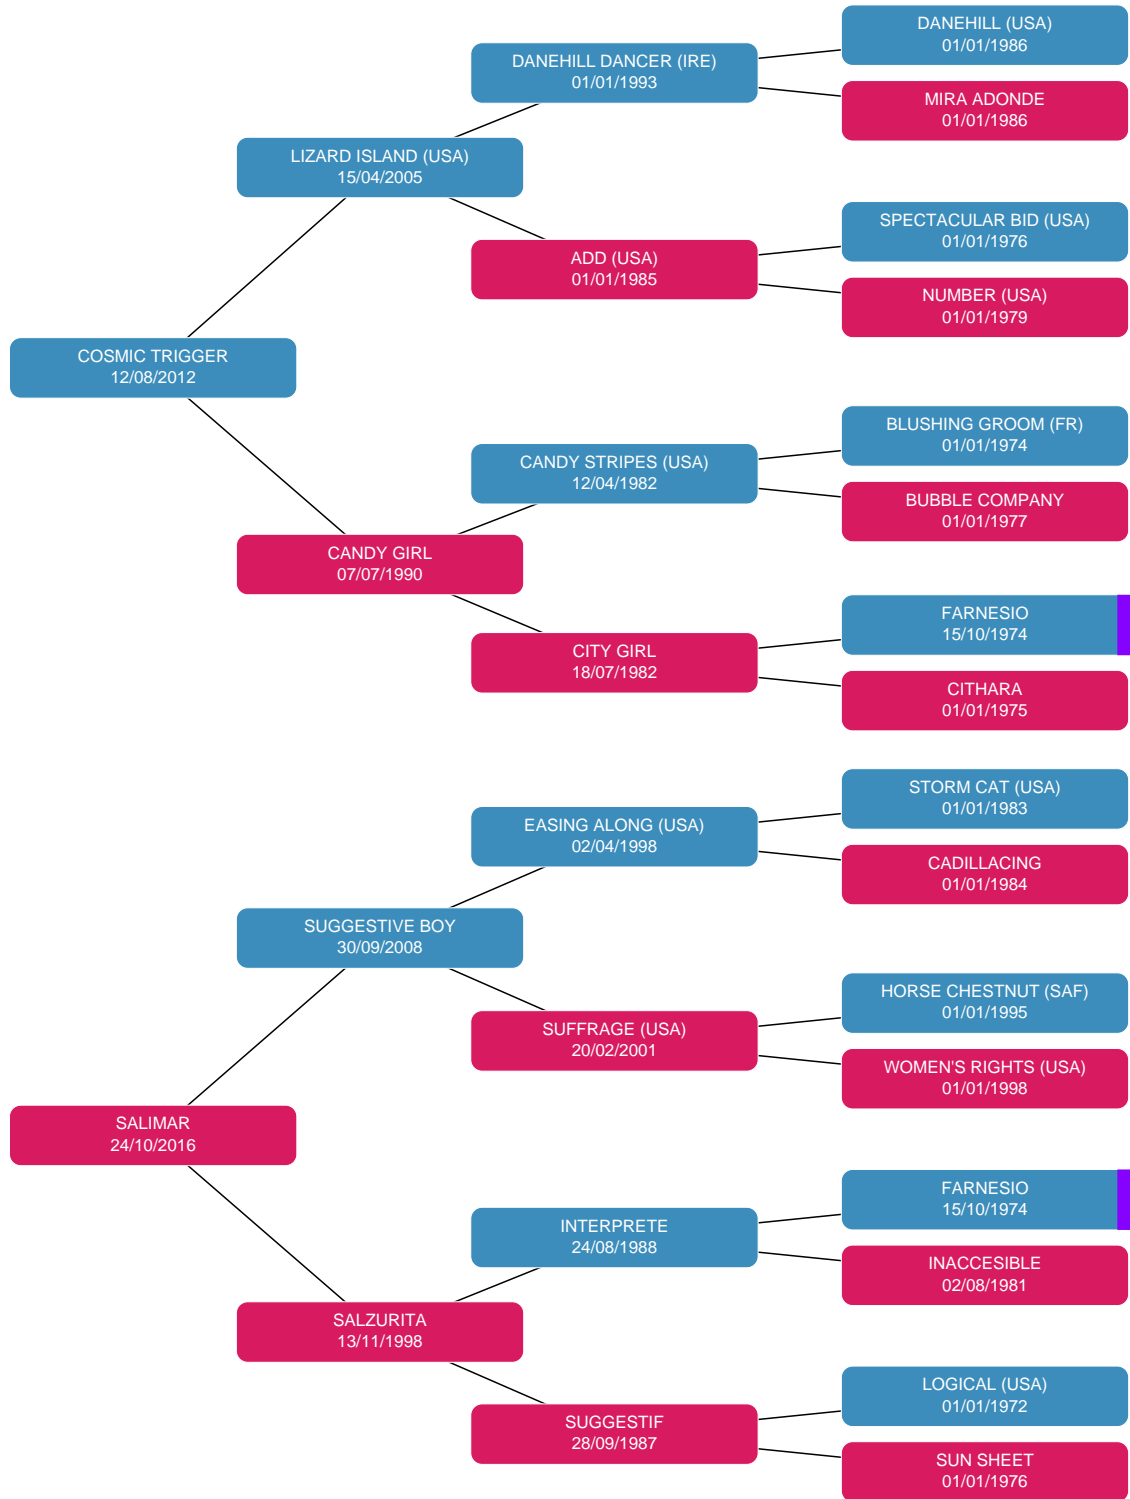 DANEHILL (USA)
01/01/1986
DANEHILL DANCER (IRE)
01/01/1993
MIRA ADONDE
01/01/1986
LIZARD ISLAND (USA)
15/04/2005
SPECTACULAR BID (USA)
01/01/1976
ADD (USA)
01/01/1985
NUMBER (USA)
01/01/1979
COSMIC TRIGGER
12/08/2012
BLUSHING GROOM (FR)
01/01/1974
CANDY STRIPES (USA)
12/04/1982
BUBBLE COMPANY
01/01/1977
CANDY GIRL
07/07/1990
FARNESIO
15/10/1974
CITY GIRL
18/07/1982
CITHARA
01/01/1975
STORM CAT (USA)
01/01/1983
EASING ALONG (USA)
02/04/1998
CADILLACING
01/01/1984
SUGGESTIVE BOY
30/09/2008
HORSE CHESTNUT (SAF)
01/01/1995
SUFFRAGE (USA)
20/02/2001
WOMEN'S RIGHTS (USA)
01/01/1998
SALIMAR
24/10/2016
FARNESIO
15/10/1974
INTERPRETE
24/08/1988
INACCESIBLE
02/08/1981
SALZURITA
13/11/1998
LOGICAL (USA)
01/01/1972
SUGGESTIF
28/09/1987
SUN SHEET
01/01/1976